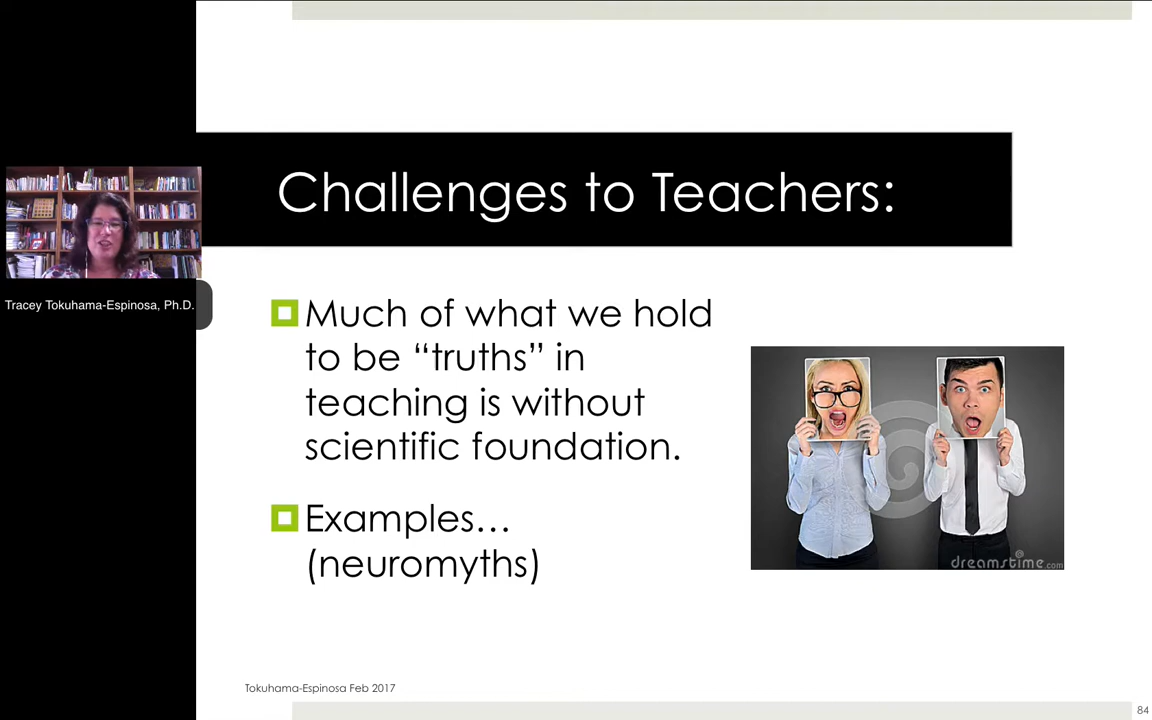 Challenges to Teachers:
Tracey Tokuhama-Espinosa, Ph.D.
Much of what we hold
to be “truths” in
teaching is without
scientific foundation.
Examples…
(neuromyths)
dreamstime.com
Tokuhama-Espinosa Feb 2017
84